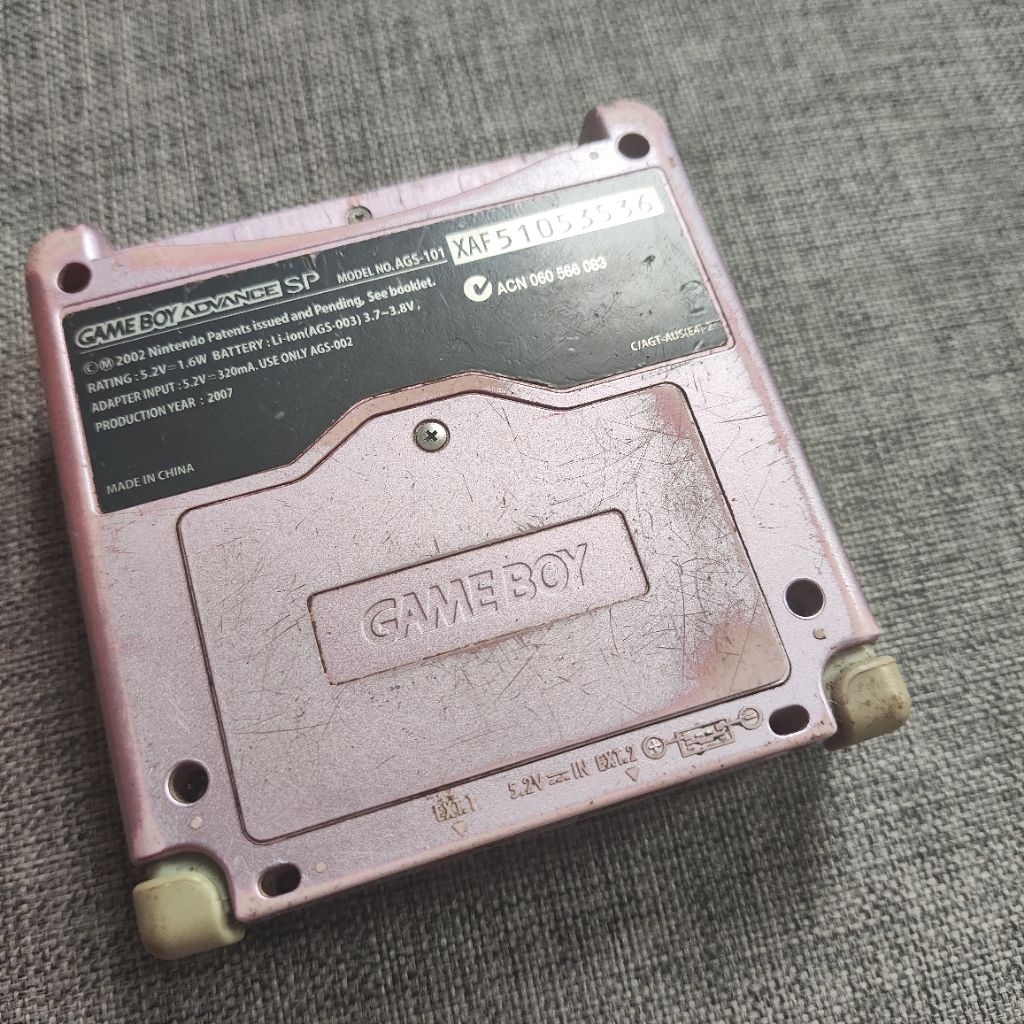 GAME BOY ADVANCE SP MODEL NO. AGS-101 XAF51053536
©Ⓜ 2002 Nintendo Patents issued and Pending, See booklet.
RATING : 5.2V⎓1.6W BATTERY : Li-ion(AGS-003) 3.7~3.8V,
ADAPTER INPUT : 5.2V⎓320mA. USE ONLY AGS-002
PRODUCTION YEAR : 2007
MADE IN CHINA
ACN 060 566 083
C/AGT-AUS(E4)-2
GAME BOY
EXT.1 5.2V⎓IN EXT.2